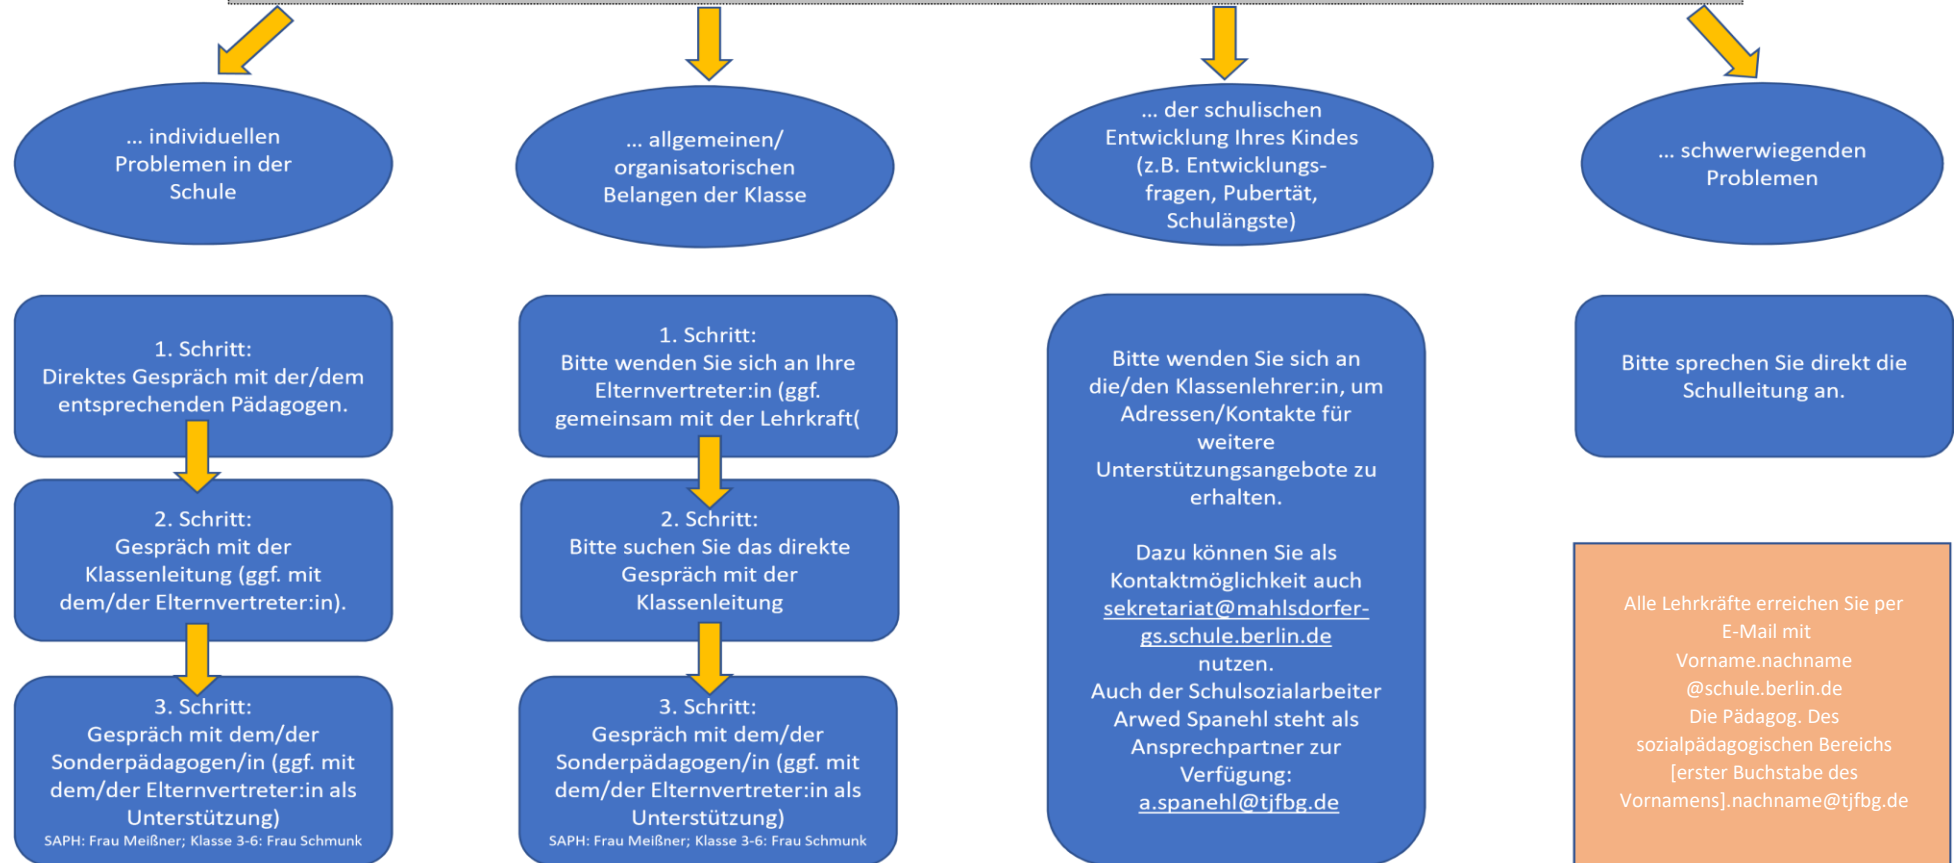 ... individuellen
Problemen in der
Schule
... allgemeinen/
organisatorischen
Belangen der Klasse
... der schulischen
Entwicklung Ihres Kindes
(z.B. Entwicklungs-
fragen, Pubertät,
Schulängste)
... schwerwiegenden
Problemen
1. Schritt:
Direktes Gespräch mit der/dem
entsprechenden Pädagogen.
2. Schritt:
Gespräch mit der
Klassenleitung (ggf. mit
dem/der Elternvertreter:in).
3. Schritt:
Gespräch mit dem/der
Sonderpädagogen/in (ggf. mit
dem/der Elternvertreter:in als
Unterstützung)
SAPH: Frau Meißner; Klasse 3-6: Frau Schmunk
1. Schritt:
Bitte wenden Sie sich an Ihre
Elternvertreter:in (ggf.
gemeinsam mit der Lehrkraft(
2. Schritt:
Bitte suchen Sie das direkte
Gespräch mit der
Klassenleitung
3. Schritt:
Gespräch mit dem/der
Sonderpädagogen/in (ggf. mit
dem/der Elternvertreter:in als
Unterstützung)
SAPH: Frau Meißner; Klasse 3-6: Frau Schmunk
Bitte wenden Sie sich an
die/den Klassenlehrer:in, um
Adressen/Kontakte für
weitere
Unterstützungsangebote zu
erhalten.
Dazu können Sie als
Kontaktmöglichkeit auch
sekretariat@mahlsdorfer-
gs.schule.berlin.de
nutzen.
Auch der Schulsozialarbeiter
Arwed Spanehl steht als
Ansprechpartner zur
Verfügung:
a.spanehl@tjfbg.de
Bitte sprechen Sie direkt die
Schulleitung an.
Alle Lehrkräfte erreichen Sie per
E-Mail mit
Vorname.nachname
@schule.berlin.de
Die Pädagog. Des
sozialpädagogischen Bereichs
[erster Buchstabe des
Vornamens].nachname@tjfbg.de